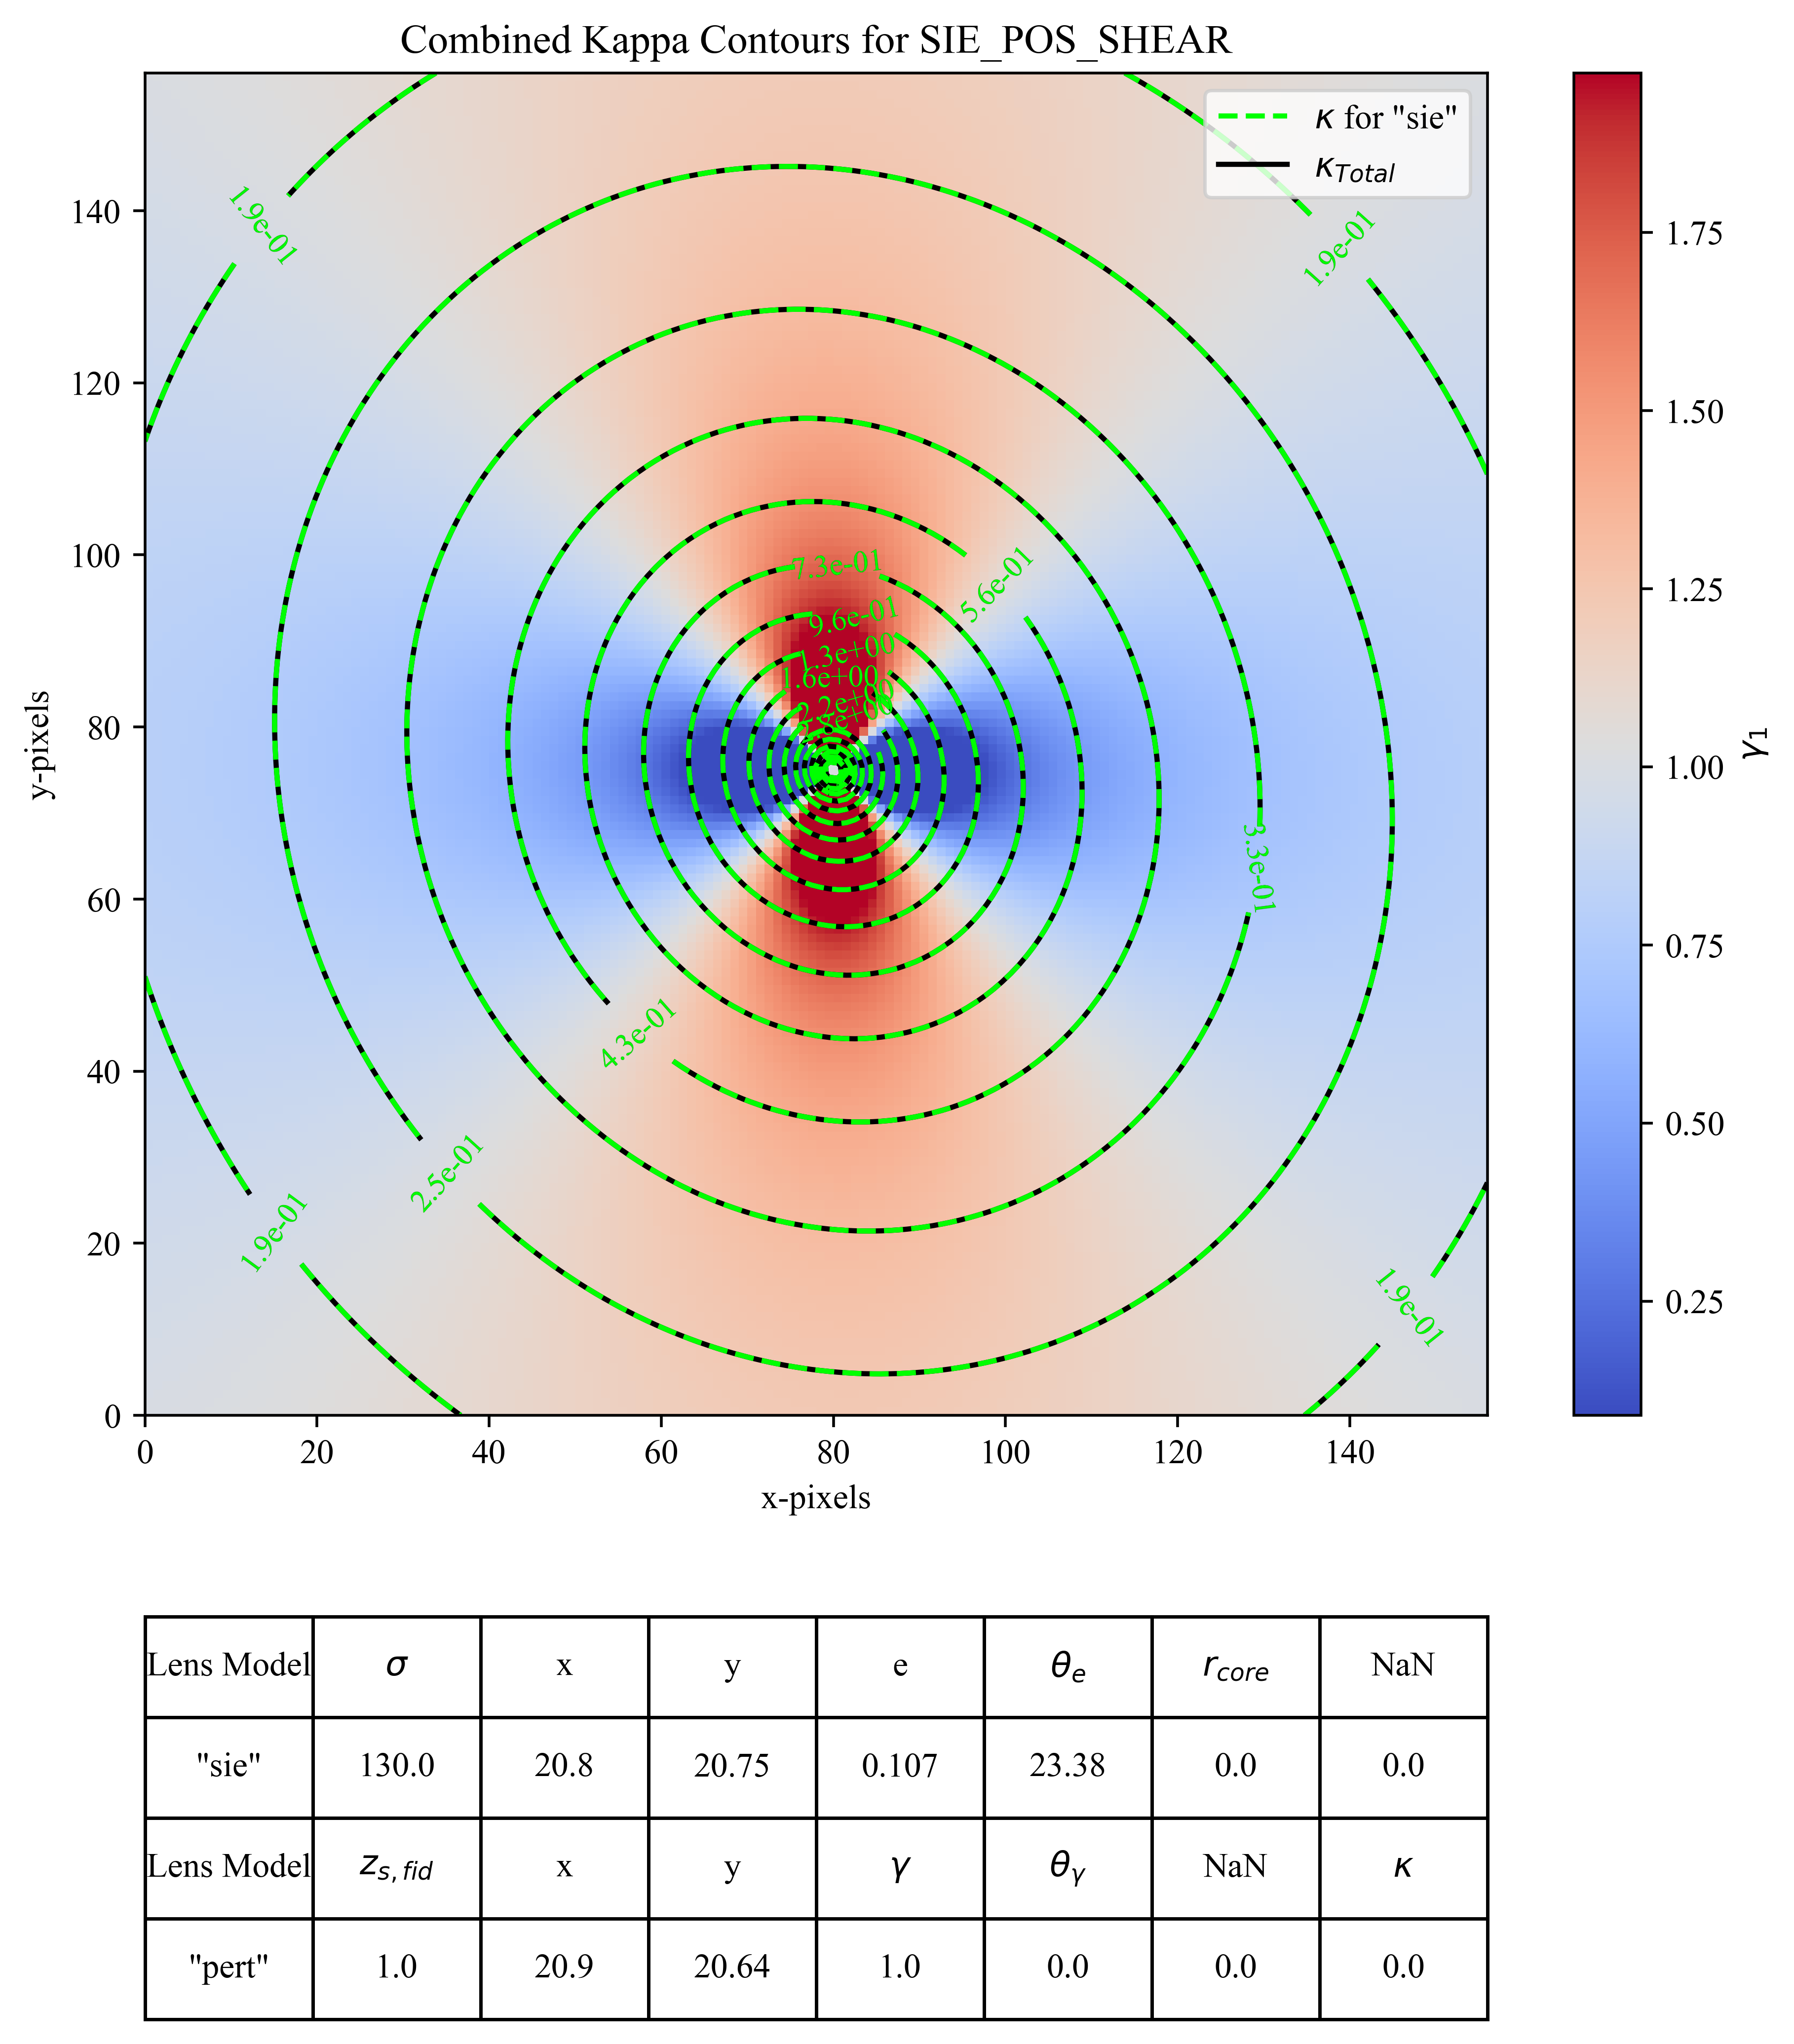 Combined Kappa Contours for SIE_POS_SHEAR
κ for "sie"
κ_Total
1.9e-01
1.9e-01
7.3e-01
5.6e-01
9.6e-01
1.3e+00
1.6e+00
2.2e+00
3.3e-01
4.3e-01
2.5e-01
1.9e-01
1.9e-01
140
120
100
80
60
40
20
0
y-pixels
0 20 40 60 80 100 120 140
x-pixels
1.75
1.50
1.25
1.00
0.75
0.50
0.25
γ₁
Lens Model σ x y e θ_e r_core NaN
"sie" 130.0 20.8 20.75 0.107 23.38 0.0 0.0
Lens Model z_s,fid x y γ θ_γ NaN κ
"pert" 1.0 20.9 20.64 1.0 0.0 0.0 0.0